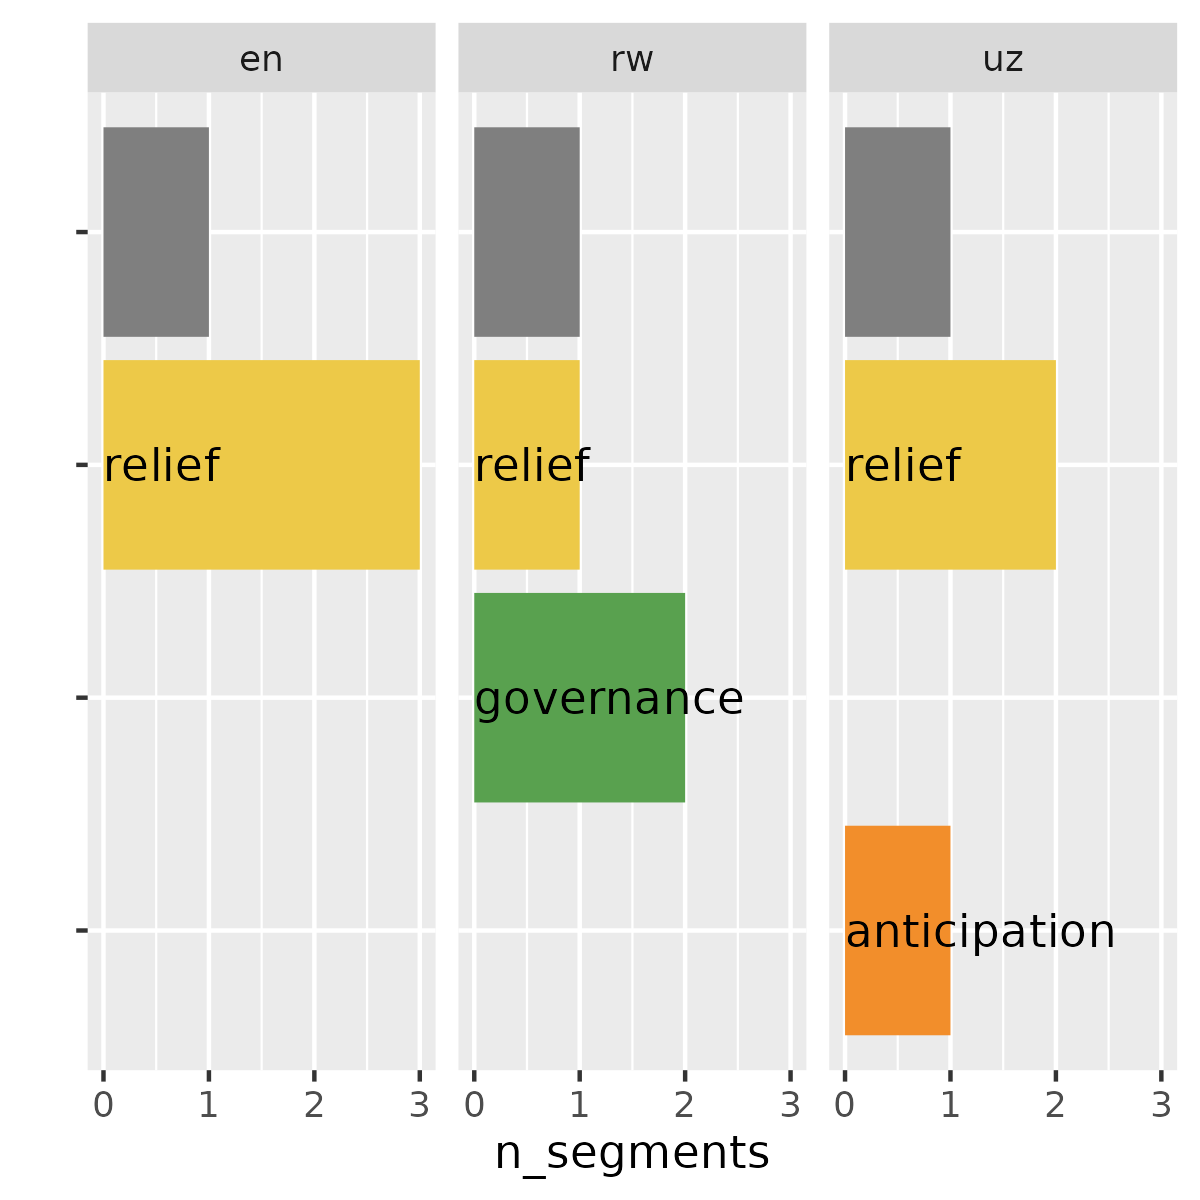 en rw uz
relief relief relief
governance
anticipation
0 1 2 3 0 1 2 3 0 1 2 3
n_segments